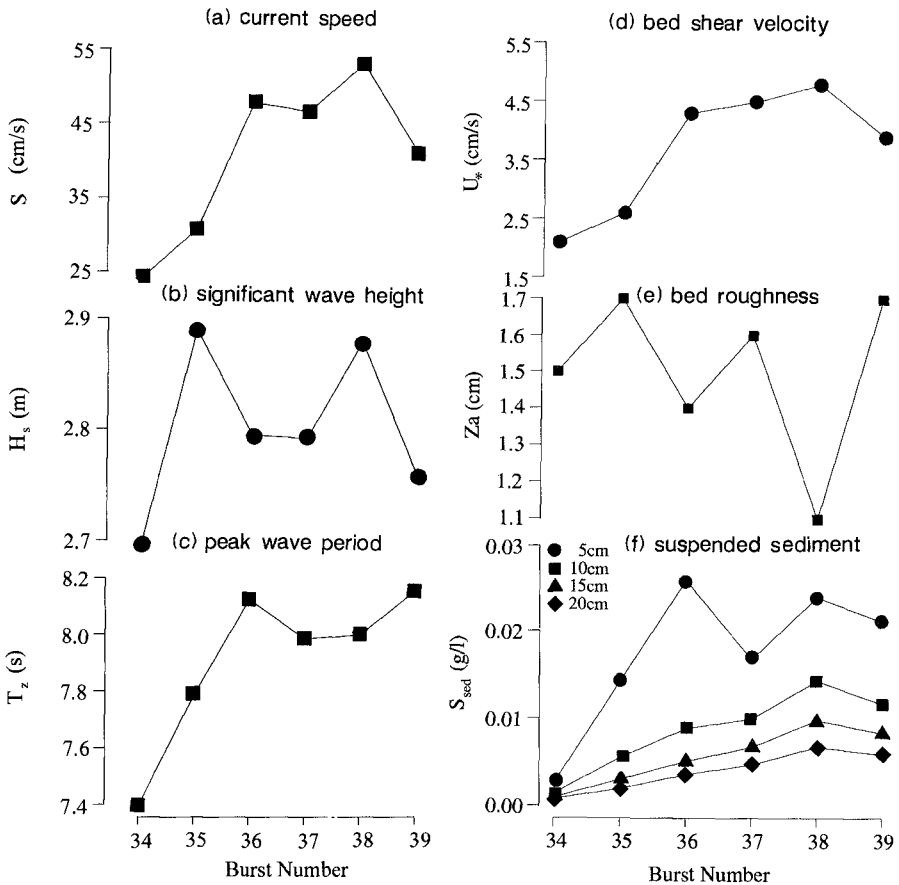 (a) current speed
55
45
35
25
S (cm/s)
(b) significant wave height
2.9
2.8
2.7
Hs (m)
(c) peak wave period
8.2
8.0
7.8
7.6
7.4
Tz (s)
34 35 36 37 38 39
Burst Number
(d) bed shear velocity
5.5
4.5
3.5
2.5
1.5
U* (cm/s)
(e) bed roughness
1.7
1.6
1.5
1.4
1.3
1.2
1.1
Za (cm)
(f) suspended sediment
5cm
10cm
15cm
20cm
0.03
0.02
0.01
0.00
Ssed (g/l)
34 35 36 37 38 39
Burst Number